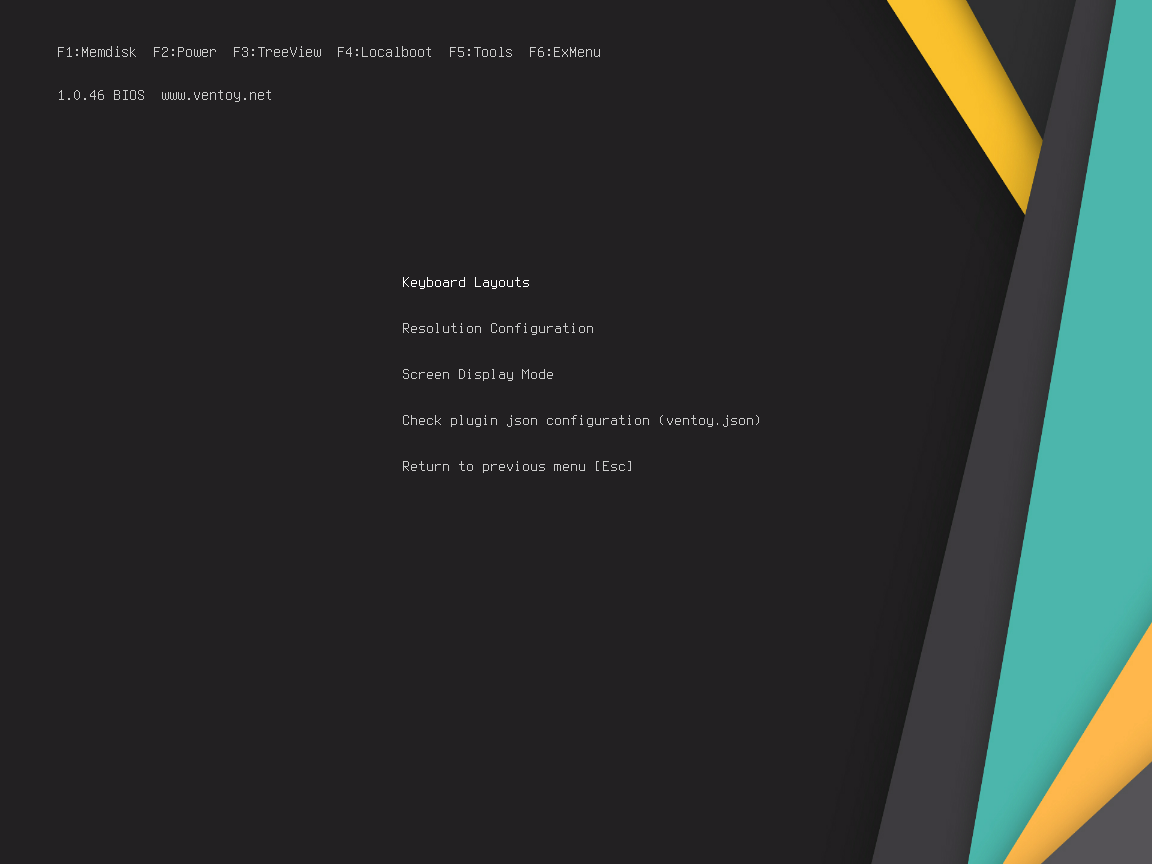 F1:Memdisk  F2:Power  F3:TreeView  F4:Localboot  F5:Tools  F6:ExMenu
1.0.46 BIOS  www.ventoy.net
Keyboard Layouts
Resolution Configuration
Screen Display Mode
Check plugin json configuration (ventoy.json)
Return to previous menu [Esc]